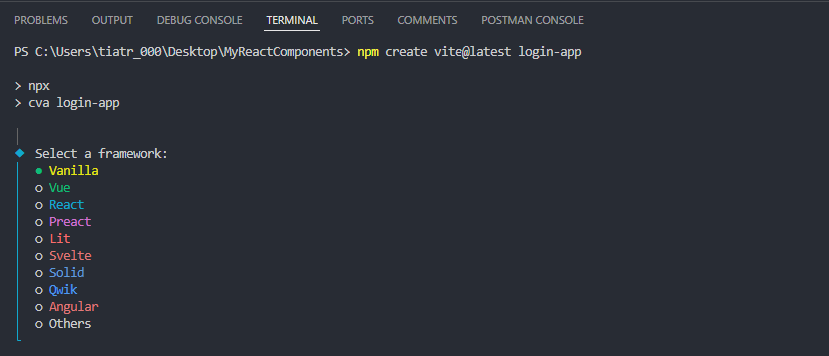 PROBLEMS OUTPUT DEBUG CONSOLE TERMINAL PORTS COMMENTS POSTMAN CONSOLE
PS C:\Users\tiatr_000\Desktop\MyReactComponents> npm create vite@latest login-app
> npx
> cva login-app
Select a framework:
Vanilla
Vue
React
Preact
Lit
Svelte
Solid
Qwik
Angular
Others